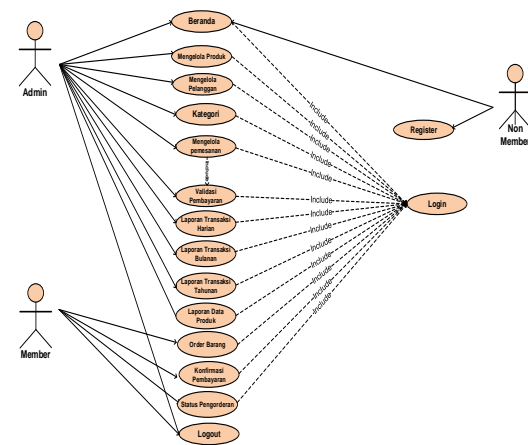 Beranda
Mengelola Produk
Mengelola
Pelanggan
Kategori
Mengelola
pemesanan
Include
Validasi
Pembayaran
Laporan Transaksi
Harian
Laporan Transaksi
Bulanan
Laporan Transaksi
Tahunan
Laporan Data
Produk
Order Barang
Konfirmasi
Pembayaran
Status Pengorderan
Logout
Admin
Member
Non
Member
Register
Login
Include
Include
Include
Include
Include
Include
Include
Include
Include
Include
Include
Include
Include